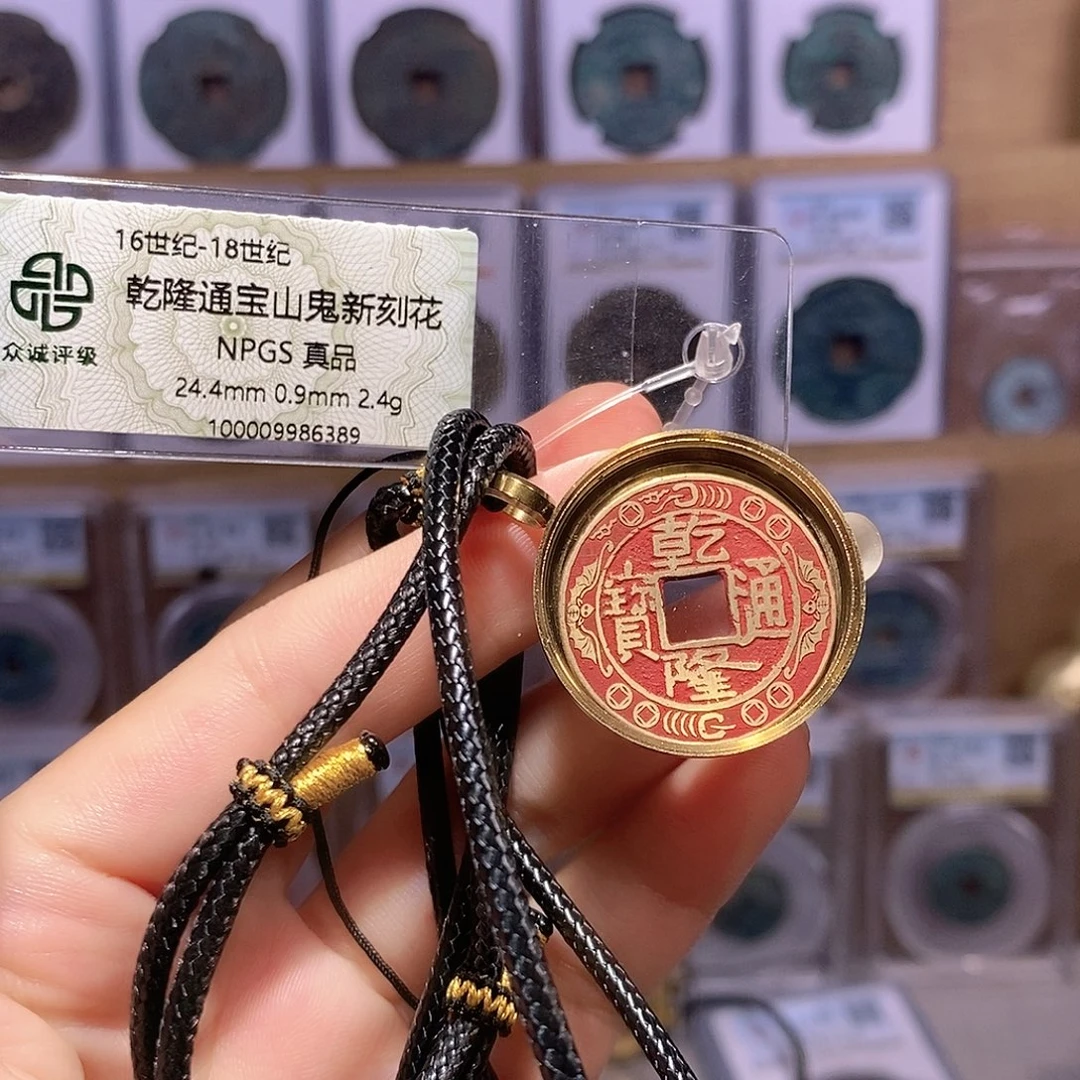 16世纪-18世纪
乾隆通宝山鬼新刻花
NPGS 真品
24.4mm 0.9mm 2.4g
100009986389
众诚评级
乾
隆
通
寶